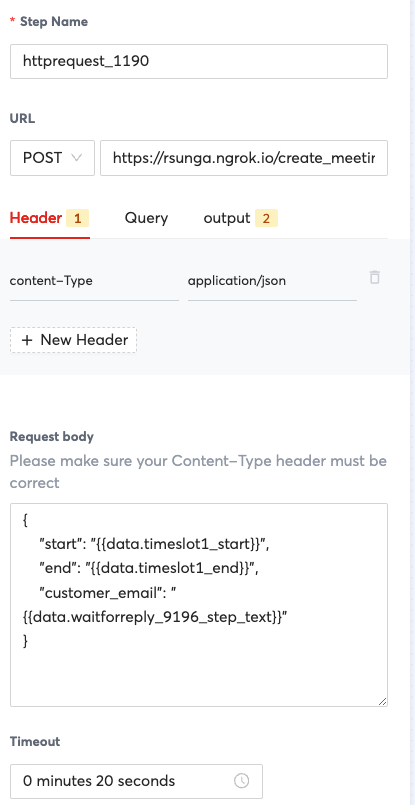 * Step Name
httprequest_1190
URL
POST https://rsunga.ngrok.io/create_meetin
Header 1 Query output 2
content-Type application/json
+ New Header
Request body
Please make sure your Content-Type header must be
correct
{
"start": "{{data.timeslot1_start}}",
"end": "{{data.timeslot1_end}}",
"customer_email": "
{{data.waitforreply_9196_step_text}}"
}
Timeout
0 minutes 20 seconds